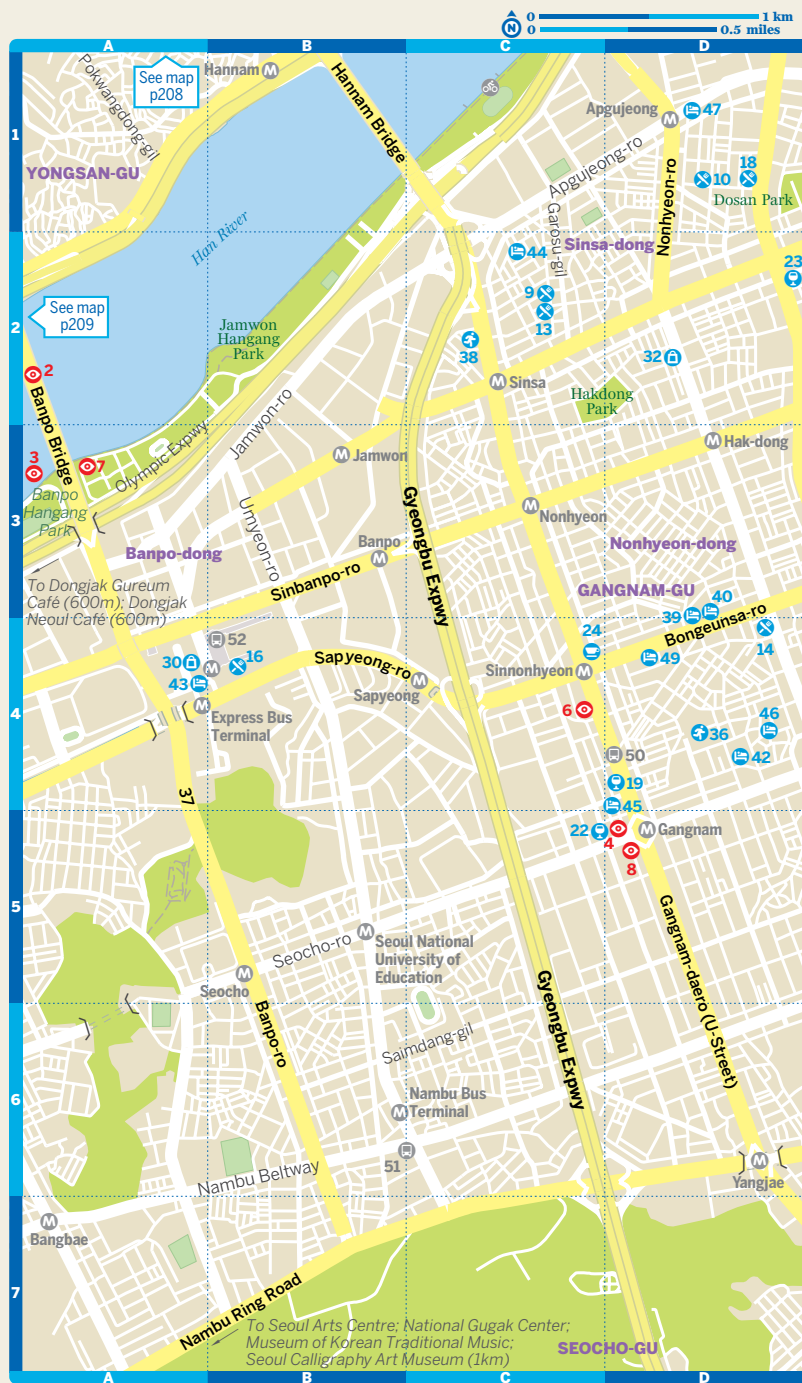 0 1 km
N
0 0.5 miles
A B C D
See map
p208
Hannam M
Pokwangdong-gil
Hannam Bridge
Apgujeong
M
47
1
YONGSAN-GU
Apgujeong-ro
10
18
Dosan Park
Nonhyeon-ro
Garosu-gil
Sinsa-dong
Han River
44
23
9
13
See map
p209
2
Jamwon
Hangang
Park
38
32
2
M Sinsa
Hakdong
Park
Banpo Bridge
Jamwon-ro
Olympic Expwy
M Hak-dong
M Jamwon
3
7
Banpo
Hangang
Park
3
Gyeongbu Expwy
M
Nonhyeon
Umyeon-ro
Banpo
M
Banpo-dong
Nonhyeon-dong
Sinbanpo-ro
GANGNAM-GU
To Dongjak Gureum
Café (600m); Dongjak
Neoul Café (600m)
39
40
Bongeunsa-ro
24
14
52
30
M
16
43
Sapyeong-ro
Sinnonhyeon
M
49
Sapyeong
M
4
M
Express Bus
Terminal
6
36
46
50
42
37
19
45
22
4
M Gangnam
8
5
Gangnam-daero (U-Street)
M Seoul National
University of
Education
Seocho-ro
M
Seocho
Banpo-ro
Gyeongbu Expwy
Saimdang-gil
6
Nambu Bus
Terminal
M
51
Nambu Beltway
M
Yangjae
M
Bangbae
7
Nambu Ring Road
To Seoul Arts Centre; National Gugak Center;
Museum of Korean Traditional Music;
Seoul Calligraphy Art Museum (1km)
SEOCHO-GU
A B C D